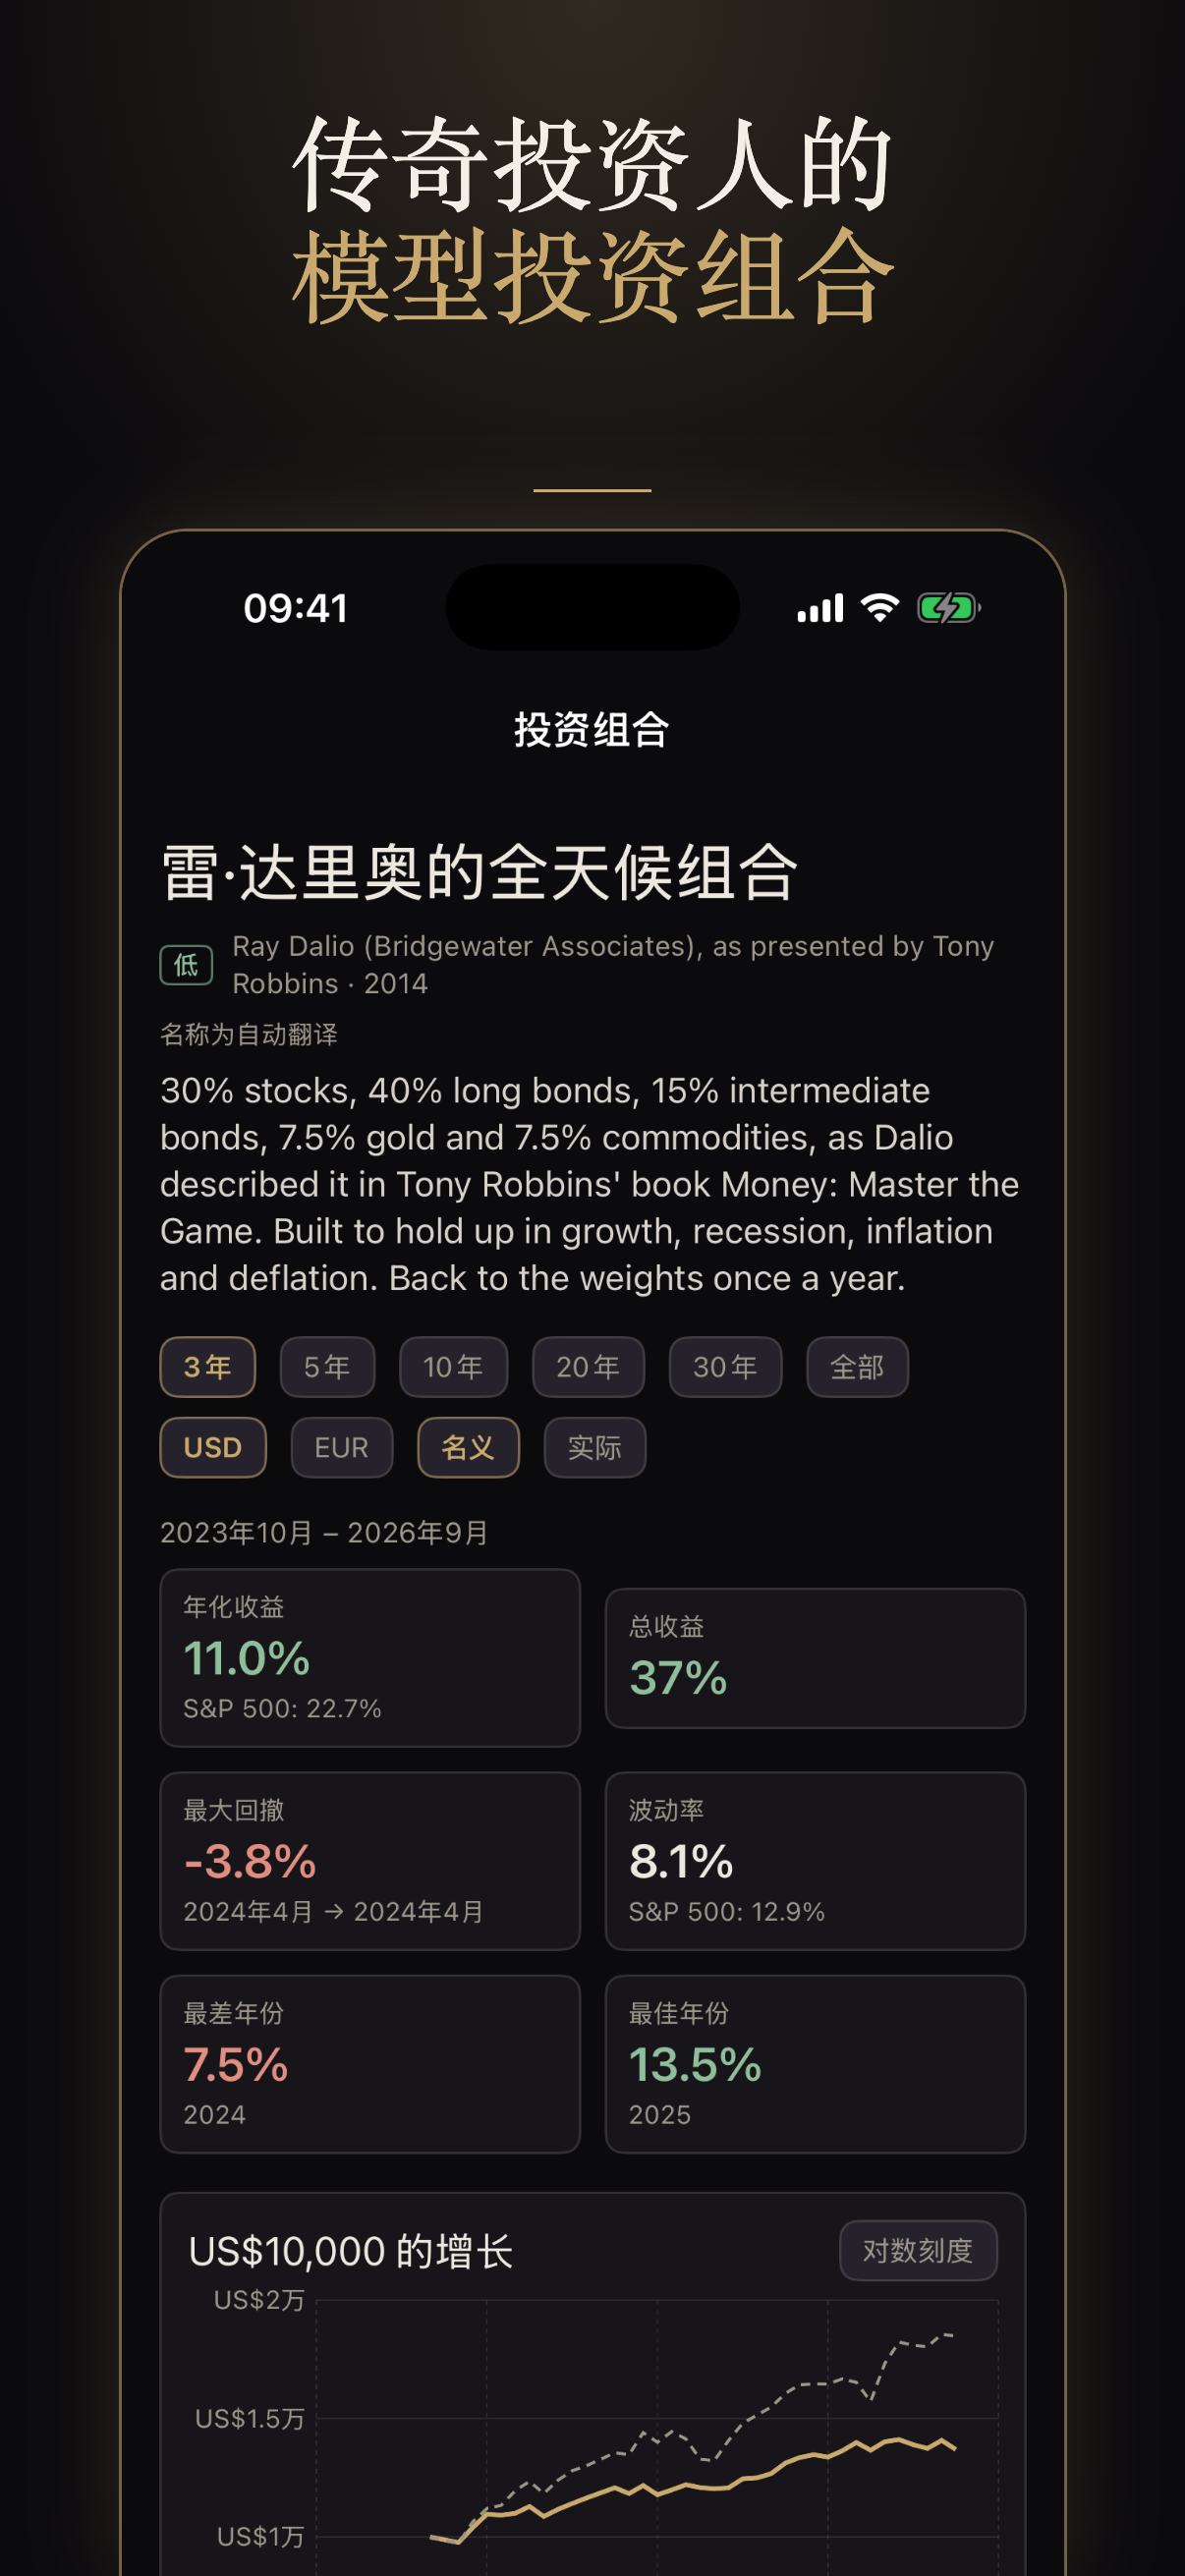 传奇投资人的
模型投资组合
09:41
投资组合
雷·达里奥的全天候组合
低
Ray Dalio (Bridgewater Associates), as presented by Tony
Robbins · 2014
名称为自动翻译
30% stocks, 40% long bonds, 15% intermediate
bonds, 7.5% gold and 7.5% commodities, as Dalio
described it in Tony Robbins' book Money: Master the
Game. Built to hold up in growth, recession, inflation
and deflation. Back to the weights once a year.
3年 5年 10年 20年 30年 全部
USD EUR 名义 实际
2023年10月 – 2026年9月
年化收益
11.0%
S&P 500: 22.7%
总收益
37%
最大回撤
-3.8%
2024年4月 → 2024年4月
波动率
8.1%
S&P 500: 12.9%
最差年份
7.5%
2024
最佳年份
13.5%
2025
US$10,000 的增长
对数刻度
US$2万
US$1.5万
US$1万